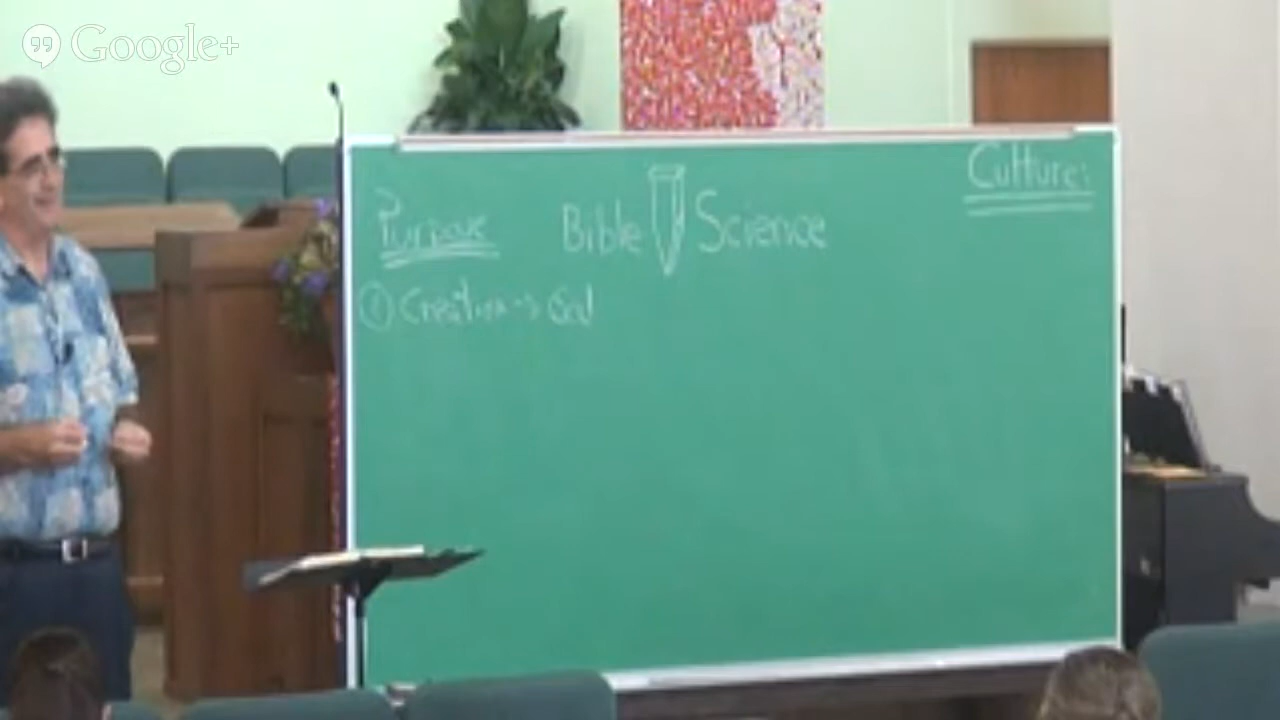 Google+
Culture:
Purpose
Bible Science
① Creation → God